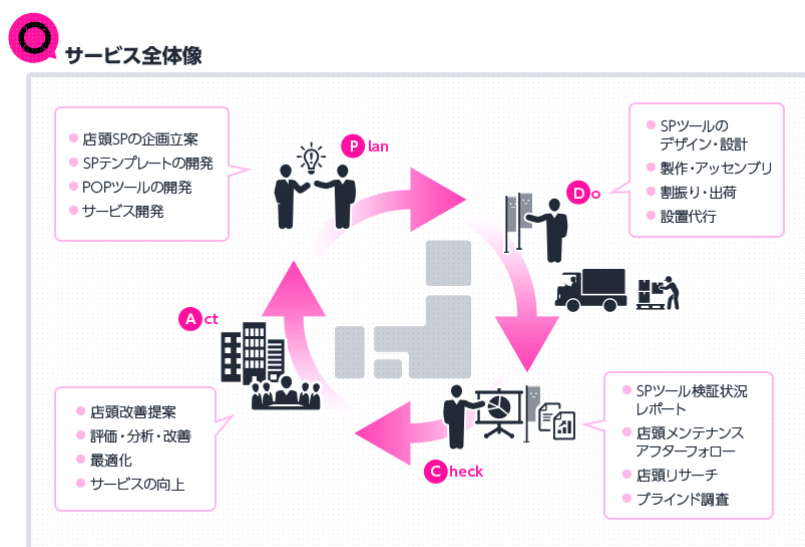 サービス全体像
店頭SPの企画立案
SPテンプレートの開発
POPツールの開発
サービス開発
Plan
SPツールの
デザイン・設計
製作・アッセンブリ
割振り・出荷
設置代行
Do
Act
店頭改善提案
評価・分析・改善
最適化
サービスの向上
Check
SPツール検証状況
レポート
店頭メンテナンス
アフターフォロー
店頭リサーチ
ブラインド調査